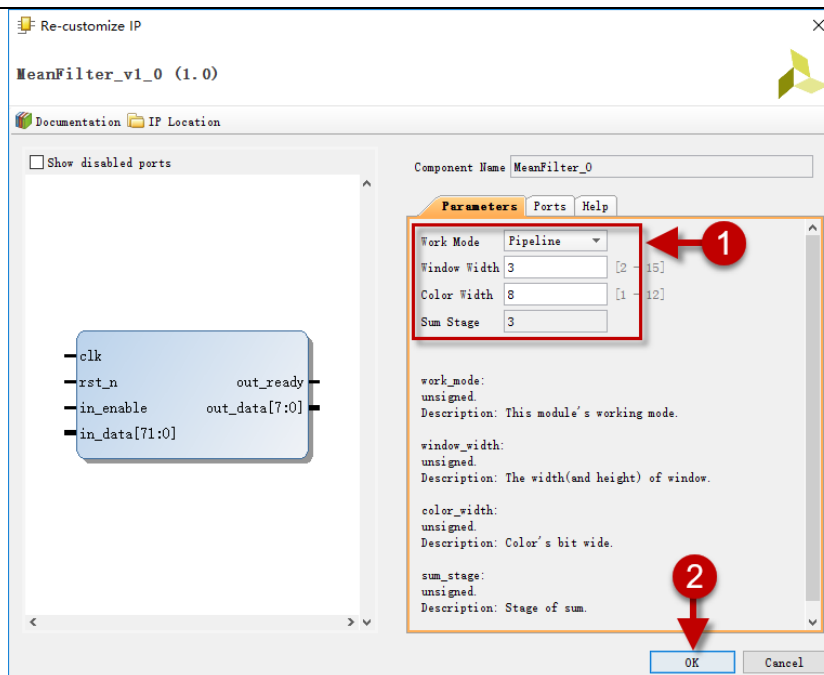 Re-customize IP
MeanFilter_v1_0 (1.0)
Documentation IP Location
Show disabled ports
clk
rst_n
in_enable
in_data[71:0]
out_ready
out_data[7:0]
Component Name MeanFilter_0
Parameters Ports Help
Work Mode Pipeline
Window Width 3 [2 - 15]
Color Width 8 [1 - 12]
Sum Stage 3
1
work_mode:
unsigned.
Description: This module's working mode.
window_width:
unsigned.
Description: The width(and height) of window.
color_width:
unsigned.
Description: Color's bit wide.
sum_stage:
unsigned.
Description: Stage of sum.
2
OK Cancel